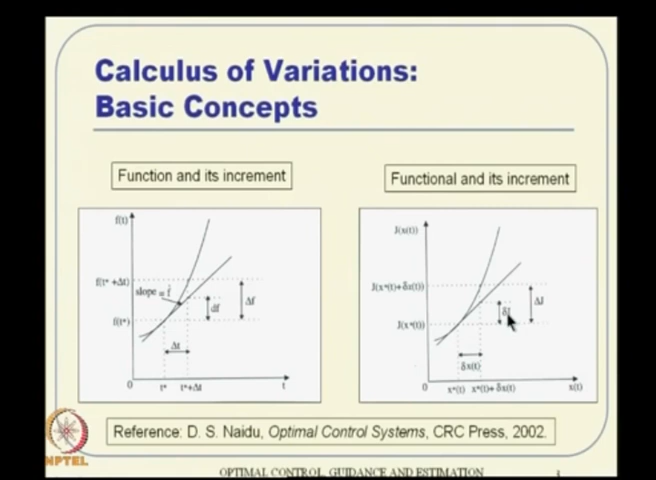 Calculus of Variations:
Basic Concepts
Function and its increment
Functional and its increment
f(t)
f(t*+Δt)
slope = ḟ
f(t*)
df
Δf
Δt
0
t*
t*+Δt
t
J(x(t))
J(x*(t)+δx(t))
J(x*(t))
δJ
ΔJ
δx(t)
0
x*(t)
x*(t)+δx(t)
x(t)
Reference: D. S. Naidu, Optimal Control Systems, CRC Press, 2002.
NPTEL
OPTIMAL CONTROL, GUIDANCE AND ESTIMATION